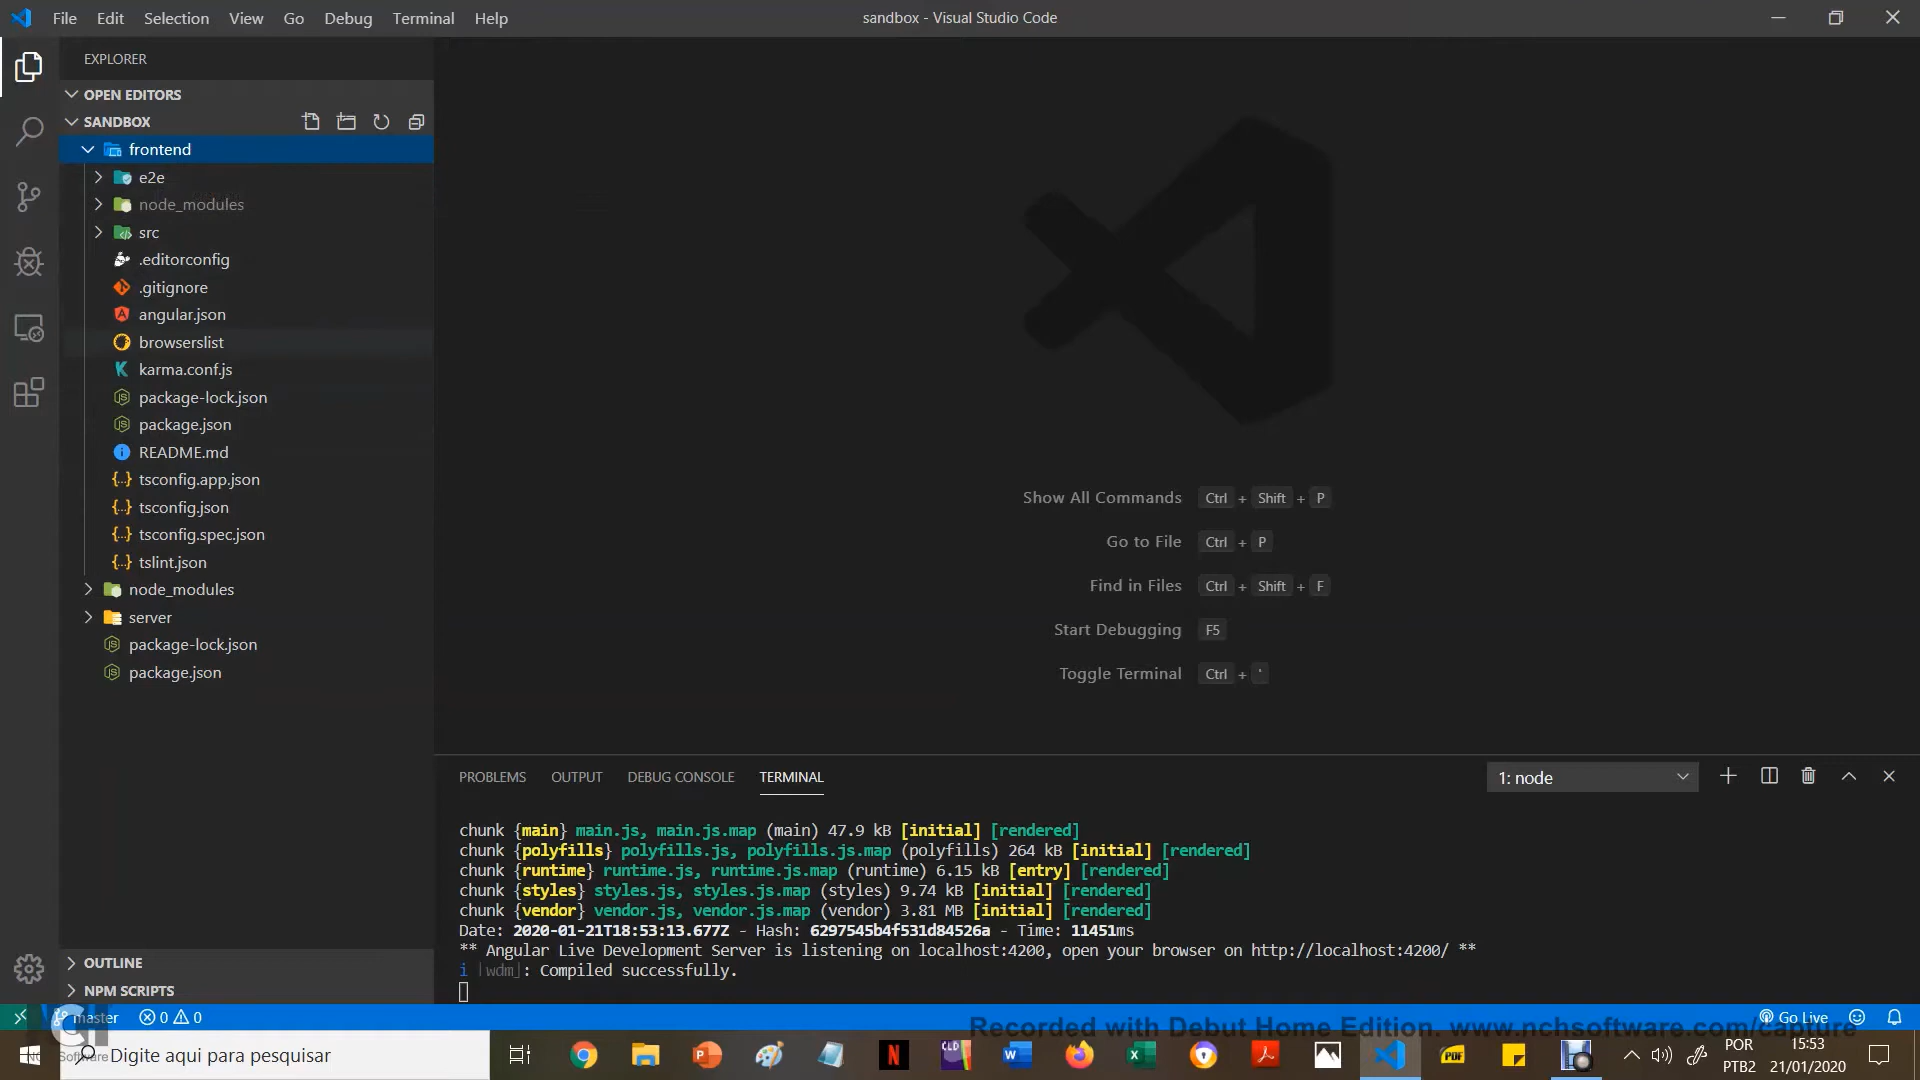 File Edit Selection View Go Debug Terminal Help
sandbox - Visual Studio Code
EXPLORER
OPEN EDITORS
SANDBOX
frontend
e2e
node_modules
src
.editorconfig
.gitignore
angular.json
browserslist
karma.conf.js
package-lock.json
package.json
README.md
tsconfig.app.json
tsconfig.json
tsconfig.spec.json
tslint.json
node_modules
server
package-lock.json
package.json
OUTLINE
NPM SCRIPTS
Show All Commands Ctrl + Shift + P
Go to File Ctrl + P
Find in Files Ctrl + Shift + F
Start Debugging F5
Toggle Terminal Ctrl + '
PROBLEMS OUTPUT DEBUG CONSOLE TERMINAL
1: node
chunk {main} main.js, main.js.map (main) 47.9 kB [initial] [rendered]
chunk {polyfills} polyfills.js, polyfills.js.map (polyfills) 264 kB [initial] [rendered]
chunk {runtime} runtime.js, runtime.js.map (runtime) 6.15 kB [entry] [rendered]
chunk {styles} styles.js, styles.js.map (styles) 9.74 kB [initial] [rendered]
chunk {vendor} vendor.js, vendor.js.map (vendor) 3.81 MB [initial] [rendered]
Date: 2020-01-21T18:53:13.677Z - Hash: 6297545b4f531d84526a - Time: 11451ms
** Angular Live Development Server is listening on localhost:4200, open your browser on http://localhost:4200/ **
i ｢wdm｣: Compiled successfully.
master 0 0
Go Live
Recorded with Debut Home Edition. www.nchsoftware.com/capture
Software
Digite aqui para pesquisar
POR
PTB2
15:53
21/01/2020